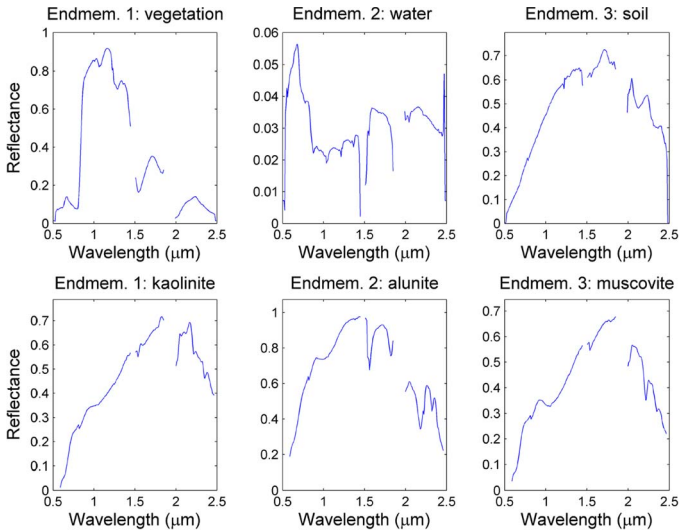 Endmem. 1: vegetation
Reflectance
1
0.8
0.6
0.4
0.2
0
0.5 1 1.5 2 2.5
Wavelength (μm)
Endmem. 2: water
0.06
0.05
0.04
0.03
0.02
0.01
0
0.5 1 1.5 2 2.5
Wavelength (μm)
Endmem. 3: soil
0.7
0.6
0.5
0.4
0.3
0.2
0.1
0
0.5 1 1.5 2 2.5
Wavelength (μm)
Endmem. 1: kaolinite
Reflectance
0.7
0.6
0.5
0.4
0.3
0.2
0.1
0
0.5 1 1.5 2 2.5
Wavelength (μm)
Endmem. 2: alunite
1
0.8
0.6
0.4
0.2
0
0.5 1 1.5 2 2.5
Wavelength (μm)
Endmem. 3: muscovite
0.7
0.6
0.5
0.4
0.3
0.2
0.1
0
0.5 1 1.5 2 2.5
Wavelength (μm)